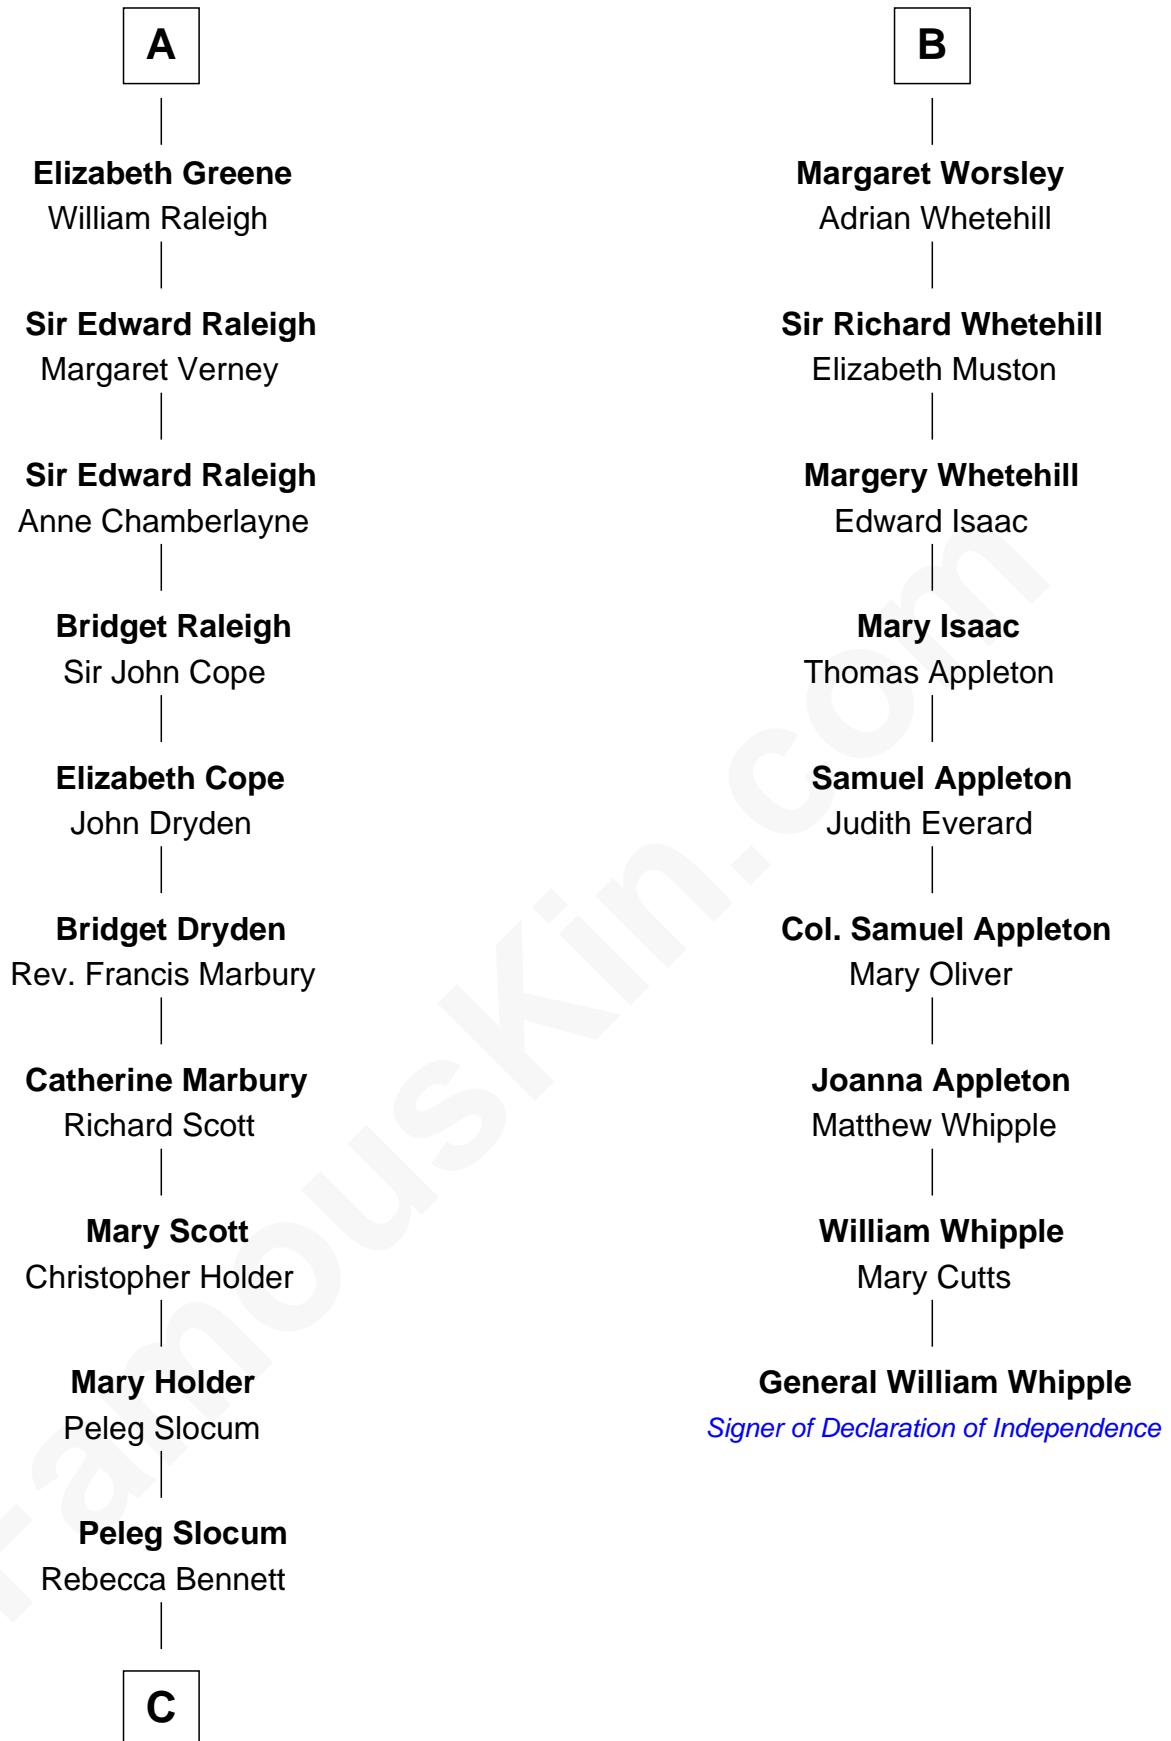 A
Elizabeth Greene
William Raleigh
Sir Edward Raleigh
Margaret Verney
Sir Edward Raleigh
Anne Chamberlayne
Bridget Raleigh
Sir John Cope
Elizabeth Cope
John Dryden
Bridget Dryden
Rev. Francis Marbury
Catherine Marbury
Richard Scott
Mary Scott
Christopher Holder
Mary Holder
Peleg Slocum
Peleg Slocum
Rebecca Bennett
C
B
Margaret Worsley
Adrian Whetehill
Sir Richard Whetehill
Elizabeth Muston
Margery Whetehill
Edward Isaac
Mary Isaac
Thomas Appleton
Samuel Appleton
Judith Everard
Col. Samuel Appleton
Mary Oliver
Joanna Appleton
Matthew Whipple
William Whipple
Mary Cutts
General William Whipple
Signer of Declaration of Independence
FamousKin.com